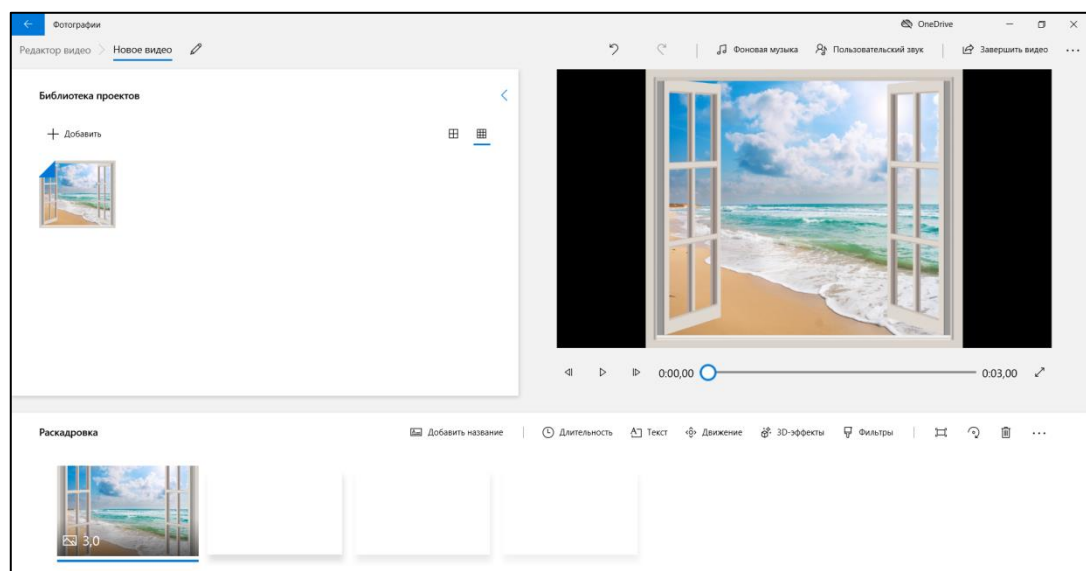 Фотографии
OneDrive
Редактор видео
Новое видео
Фоновая музыка
Пользовательский звук
Завершить видео
Библиотека проектов
Добавить
0:00,00
0:03,00
Раскадровка
Добавить название
Длительность
Текст
Движение
3D-эффекты
Фильтры
3,0